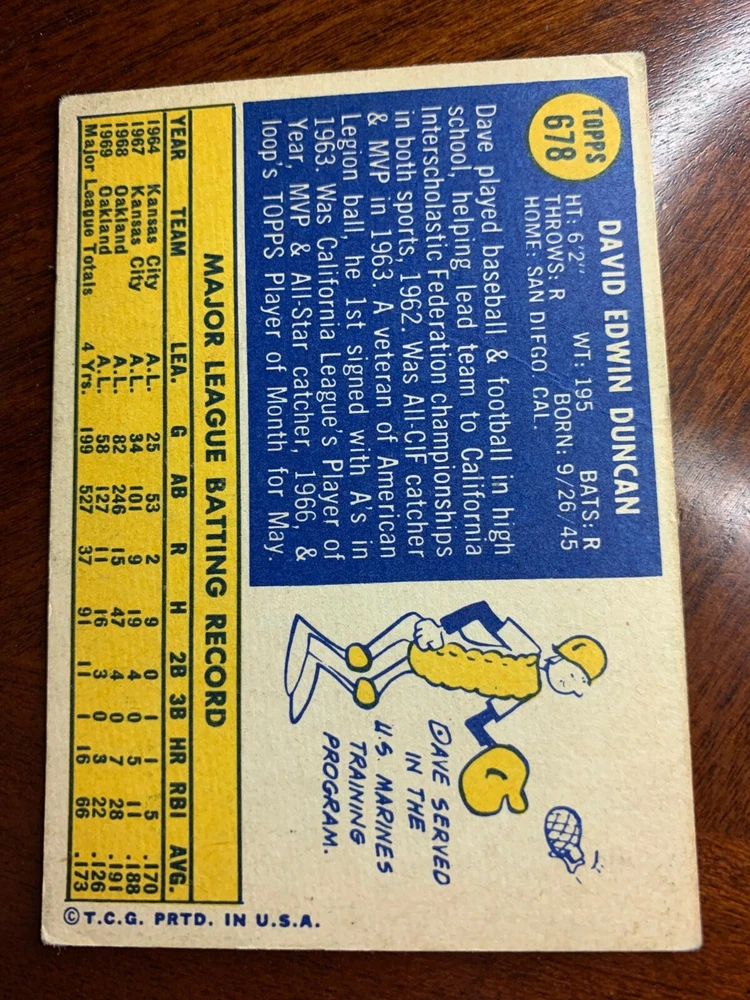 TOPPS
678
DAVID EDWIN DUNCAN
HT: 6'2" WT: 195 BATS: R
THROWS: R BORN: 9/26/45
HOME: SAN DIEGO, CAL.
Dave played baseball & football in high
school, helping lead team to California
Interscholastic Federation championships
in both sports, 1962. Was All-CIF catcher
& MVP in 1963. A veteran of American
Legion ball, he 1st signed with A's in
1963. Was California League's Player of
Year, MVP & All-Star catcher, 1966, &
loop's TOPPS Player of Month for May.
DAVE SERVED
IN THE
U.S. MARINES
TRAINING
PROGRAM.
MAJOR LEAGUE BATTING RECORD
YEAR TEAM LEA. G AB R H 2B 3B HR RBI AVG.
1964 Kansas City A.L. 25 53 2 9 0 1 1 5 .170
1967 Kansas City A.L. 34 101 9 19 4 0 5 11 .188
1968 Oakland A.L. 82 246 15 47 4 0 7 28 .191
1969 Oakland A.L. 58 127 11 16 3 0 3 22 .126
Major League Totals 4 Yrs. 199 527 37 91 11 1 16 66 .173
© T.C.G. PRTD. IN U.S.A.